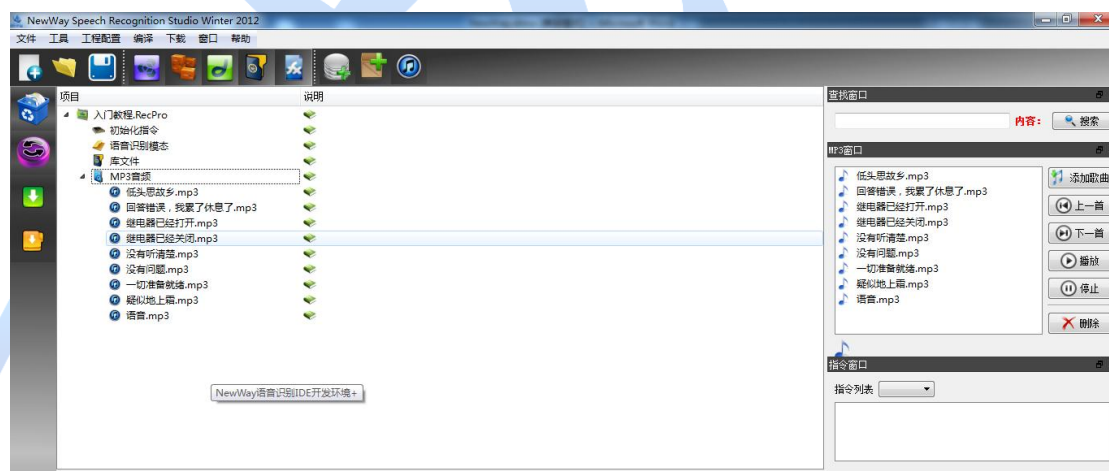 NewWay Speech Recognition Studio Winter 2012
文件 工具 工程配置 编译 下载 窗口 帮助
项目 说明
入门教程.RecPro
初始化指令
语音识别模态
库文件
MP3音频
低头思故乡.mp3
回答错误，我累了休息了.mp3
继电器已经打开.mp3
继电器已经关闭.mp3
没有听清楚.mp3
没有问题.mp3
一切准备就绪.mp3
疑似地上霜.mp3
语音.mp3
NewWay语音识别IDE开发环境+
查找窗口
内容： 搜索
MP3窗口
低头思故乡.mp3
回答错误，我累了休息了.mp3
继电器已经打开.mp3
继电器已经关闭.mp3
没有听清楚.mp3
没有问题.mp3
一切准备就绪.mp3
疑似地上霜.mp3
语音.mp3
添加歌曲
上一首
下一首
播放
停止
删除
指令窗口
指令列表